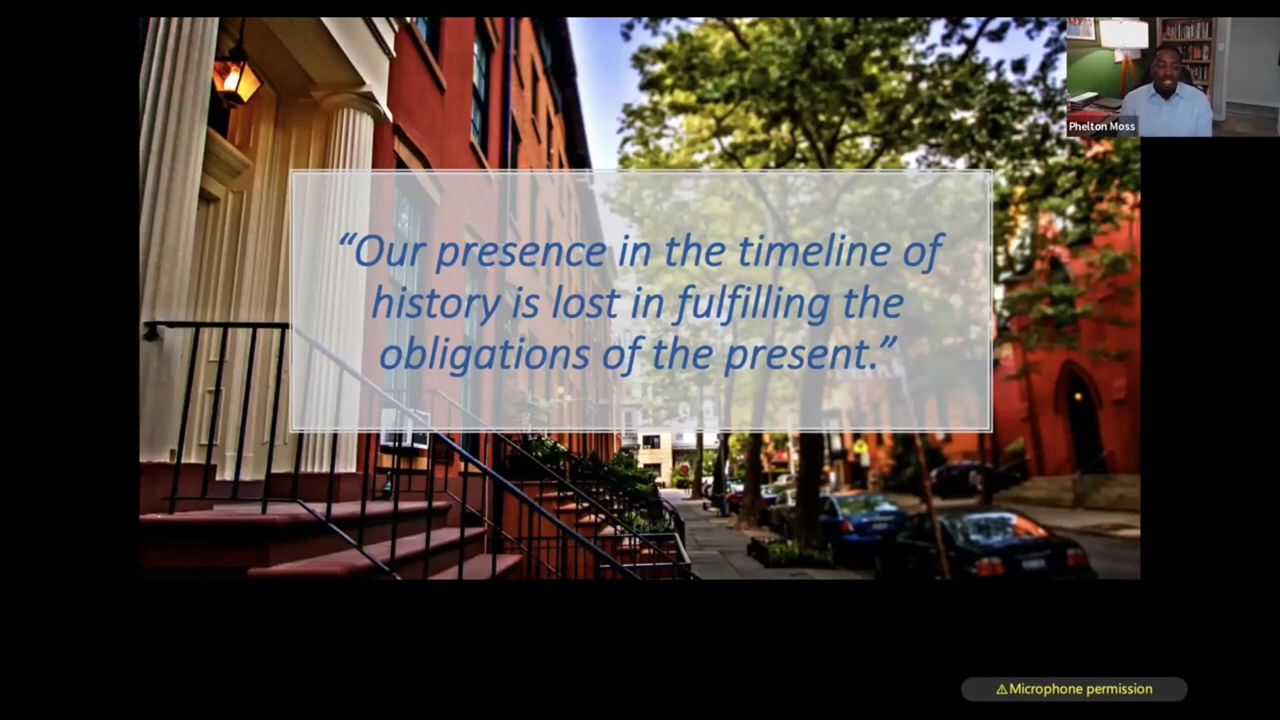 Phelton Moss
“Our presence in the timeline of
history is lost in fulfilling the
obligations of the present.”
⚠Microphone permission